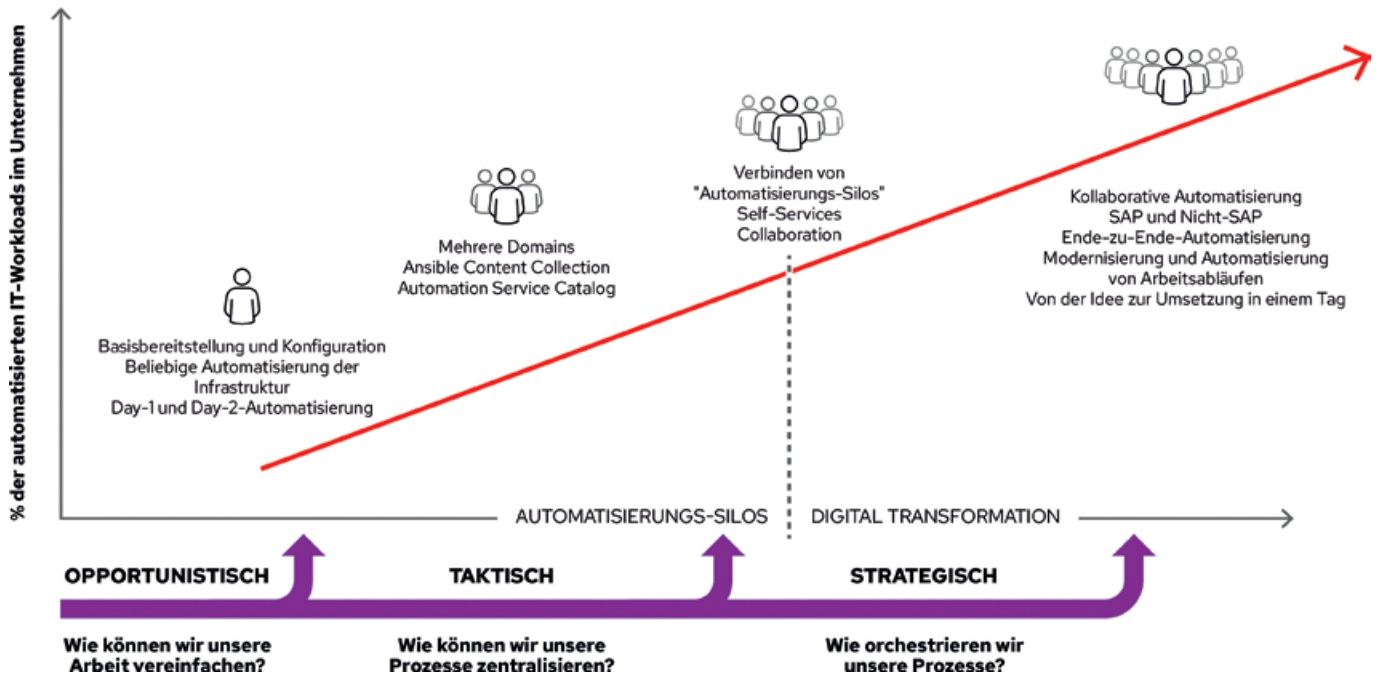 % der automatisierten IT-Workloads im Unternehmen
Basisbereitstellung und Konfiguration
Beliebige Automatisierung der
Infrastruktur
Day-1 und Day-2-Automatisierung
Mehrere Domains
Ansible Content Collection
Automation Service Catalog
Verbinden von
"Automatisierungs-Silos"
Self-Services
Collaboration
Kollaborative Automatisierung
SAP und Nicht-SAP
Ende-zu-Ende-Automatisierung
Modernisierung und Automatisierung
von Arbeitsabläufen
Von der Idee zur Umsetzung in einem Tag
AUTOMATISIERUNGS-SILOS
DIGITAL TRANSFORMATION
OPPORTUNISTISCH
TAKTISCH
STRATEGISCH
Wie können wir unsere
Arbeit vereinfachen?
Wie können wir unsere
Prozesse zentralisieren?
Wie orchestrieren wir
unsere Prozesse?